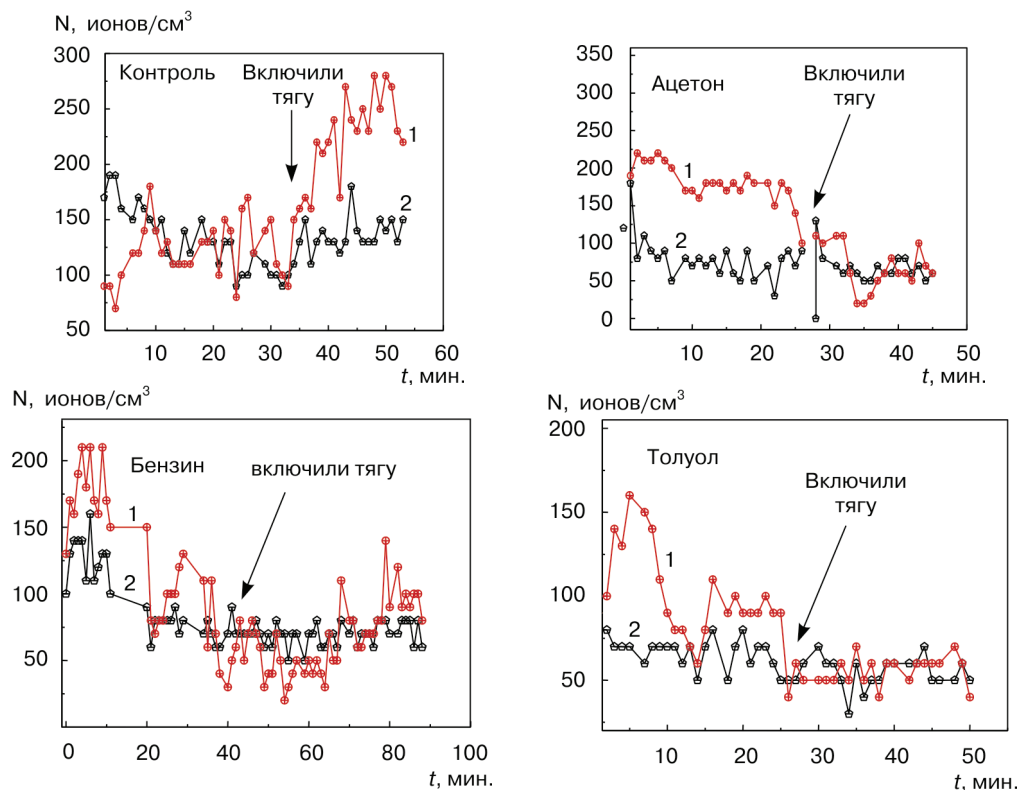 N, ионов/см³
300
250
200
150
100
50
Контроль
Включили
тягу
1
2
10
20
30
40
50
60
t, мин.
350
300
250
200
150
100
50
0
Ацетон
Включили
тягу
1
2
10
20
30
40
50
t, мин.
N, ионов/см³
200
150
100
50
Бензин
включили тягу
1
2
0
20
40
60
80
100
t, мин.
N, ионов/см³
200
150
100
50
Толуол
Включили
тягу
1
2
10
20
30
40
50
t, мин.